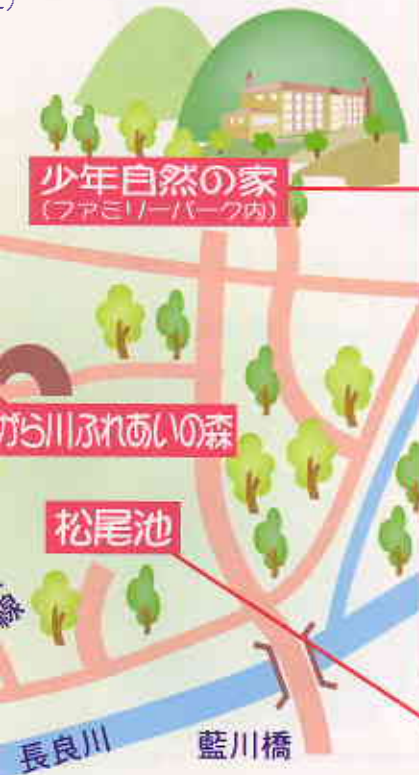 少年自然の家
(ファミリーパーク内)
がら川ふれあいの森
松尾池
線
長良川
藍川橋